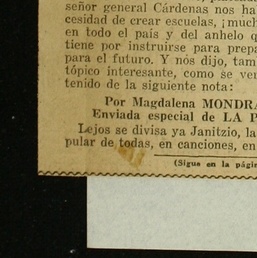 señor general Cárdenas nos ha
cesidad de crear escuelas, ¡much
en todo el país y del anhelo q
tiene por instruirse para prepa
para el futuro. Y nós dijo, tam
tópico interesante, como se ver
tenido de la siguiente nota:
Por Magdalena MONDRA
Enviada especial de LA P
Lejos se divisa ya Janitzio, la
pular de todas, en canciones, en
(Sigue en la págin